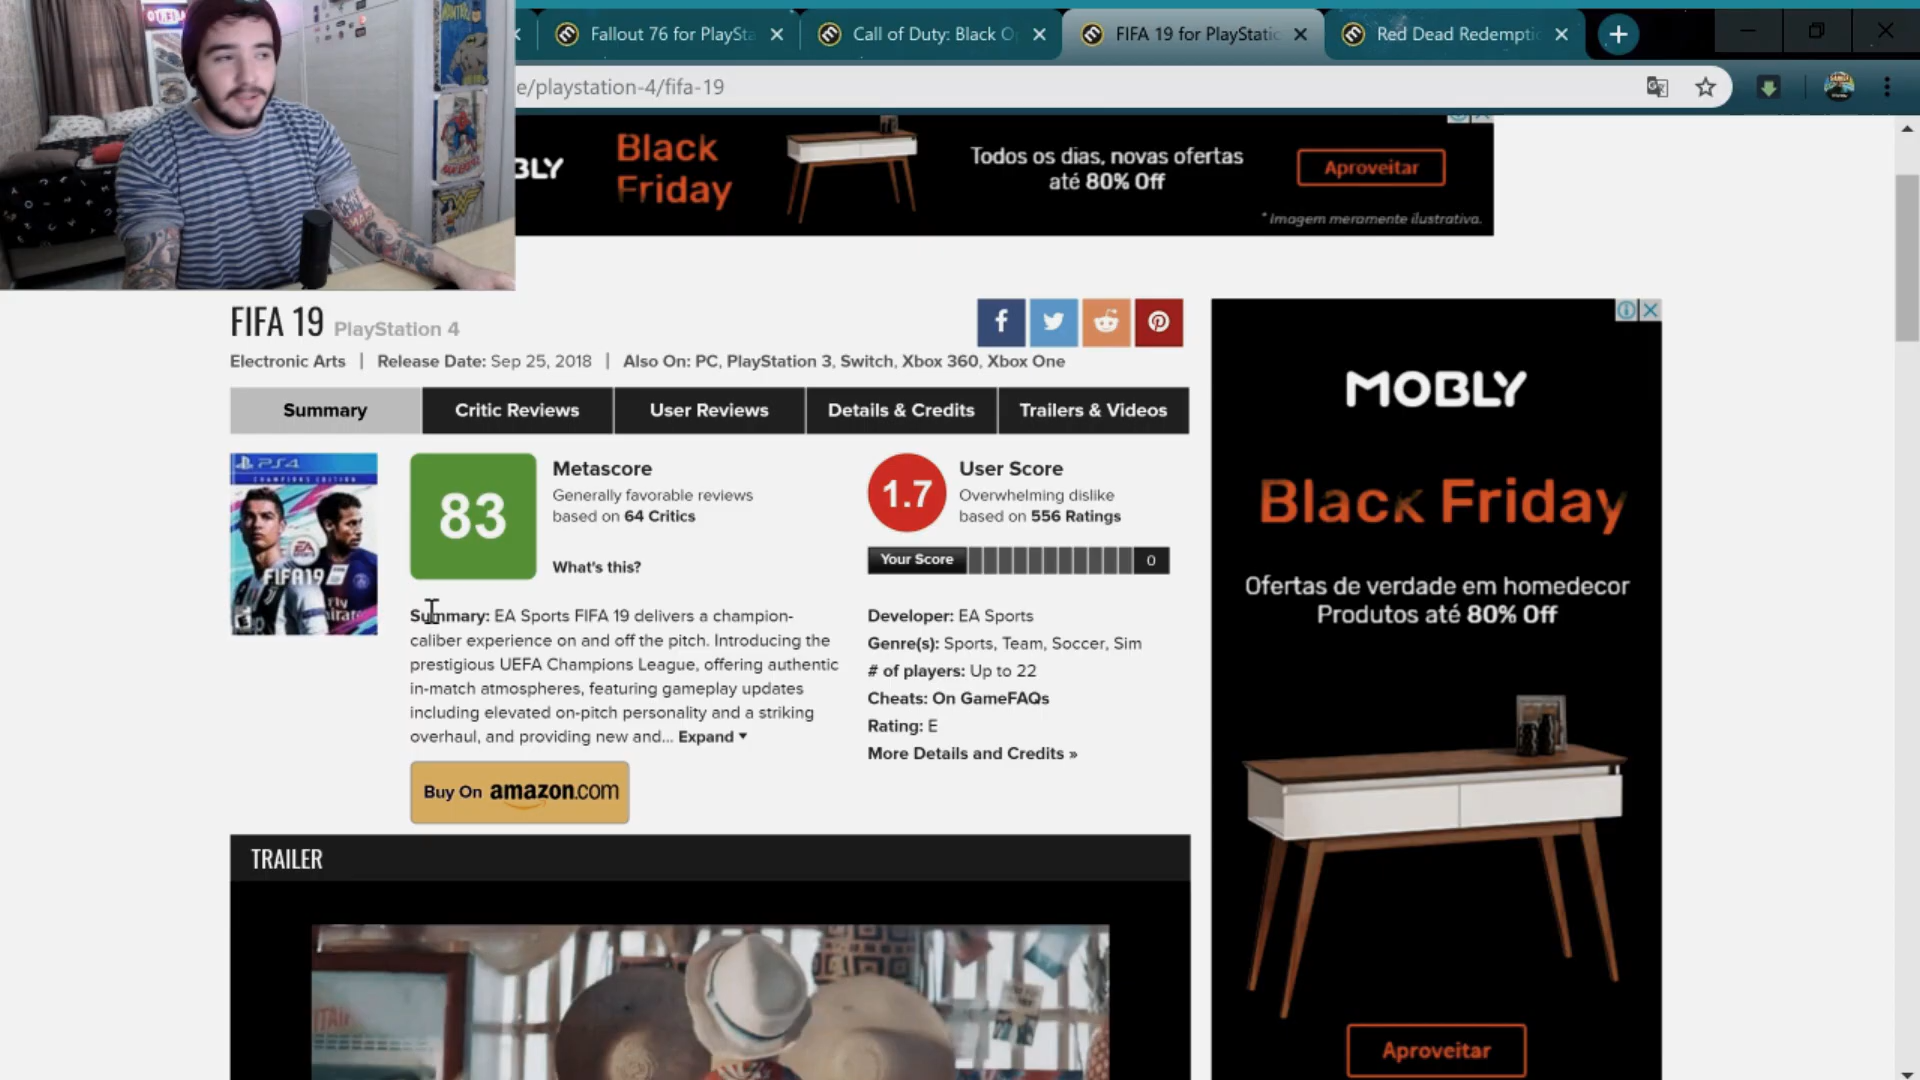 Fallout 76 for PlaySta
Call of Duty: Black O
FIFA 19 for PlayStatic
Red Dead Redempti
e/playstation-4/fifa-19
BLY
Black
Friday
Todos os dias, novas ofertas
até 80% Off
Aproveitar
* Imagem meramente ilustrativa.
FIFA 19 PlayStation 4
Electronic Arts | Release Date: Sep 25, 2018 | Also On: PC, PlayStation 3, Switch, Xbox 360, Xbox One
Summary
Critic Reviews
User Reviews
Details & Credits
Trailers & Videos
PS4
CHAMPIONS EDITION
EA
SPORTS
FIFA19
83
Metascore
Generally favorable reviews
based on 64 Critics
What's this?
1.7
User Score
Overwhelming dislike
based on 556 Ratings
Your Score
0
Summary: EA Sports FIFA 19 delivers a champion-
caliber experience on and off the pitch. Introducing the
prestigious UEFA Champions League, offering authentic
in-match atmospheres, featuring gameplay updates
including elevated on-pitch personality and a striking
overhaul, and providing new and... Expand
Developer: EA Sports
Genre(s): Sports, Team, Soccer, Sim
# of players: Up to 22
Cheats: On GameFAQs
Rating: E
More Details and Credits »
Buy On amazon.com
TRAILER
MOBLY
Black Friday
Ofertas de verdade em homedecor
Produtos até 80% Off
Aproveitar